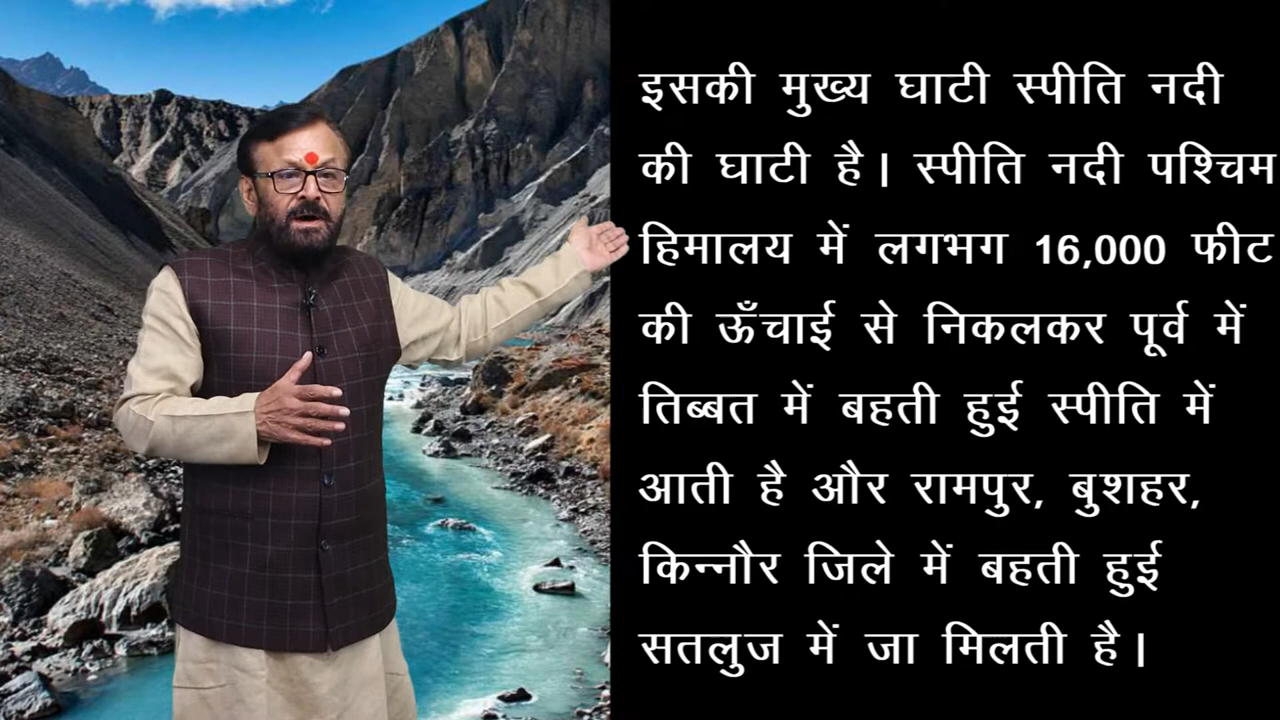 इसकी मुख्य घाटी स्पीति नदी
की घाटी है। स्पीति नदी पश्चिम
हिमालय में लगभग 16,000 फीट
की ऊँचाई से निकलकर पूर्व में
तिब्बत में बहती हुई स्पीति में
आती है और रामपुर, बुशहर,
किन्नौर जिले में बहती हुई
सतलुज में जा मिलती है।